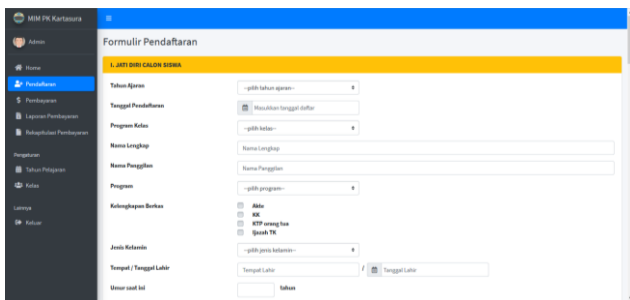 MIM PK Kartasura
Admin
Home
Pendaftaran
Pembayaran
Laporan Pembayaran
Rekapitulasi Pembayaran
Pengaturan
Tahun Pelajaran
Kelas
Lainnya
Keluar
Formulir Pendaftaran
I. JATI DIRI CALON SISWA
Tahun Ajaran
--pilih tahun ajaran--
Tanggal Pendaftaran
Masukkan tanggal daftar
Program Kelas
--pilih kelas--
Nama Lengkap
Nama Lengkap
Nama Panggilan
Nama Panggilan
Program
--pilih program--
Kelengkapan Berkas
Akte
KK
KTP orang tua
Ijazah TK
Jenis Kelamin
--pilih jenis kelamin--
Tempat / Tanggal Lahir
Tempat Lahir / Tanggal Lahir
Umur saat ini
tahun